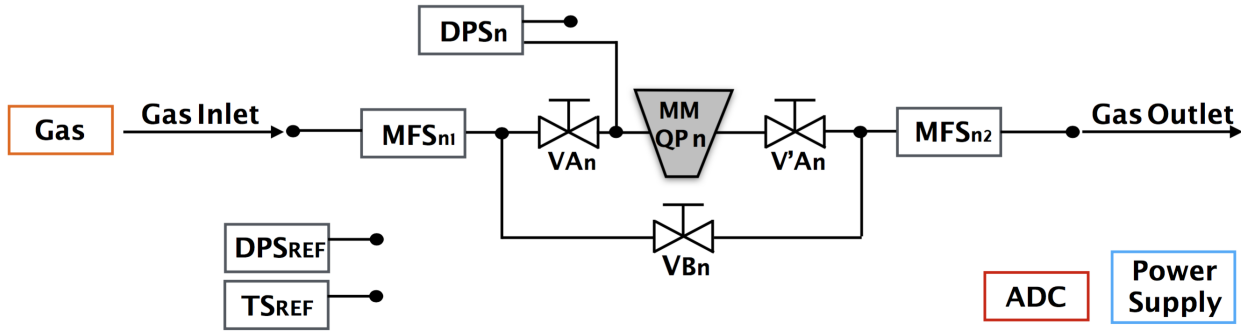 DPSn
Gas
Gas Inlet
MFSn1
VAn
MM
QP n
V'An
MFSn2
Gas Outlet
VBn
DPSREF
TSREF
ADC
Power
Supply